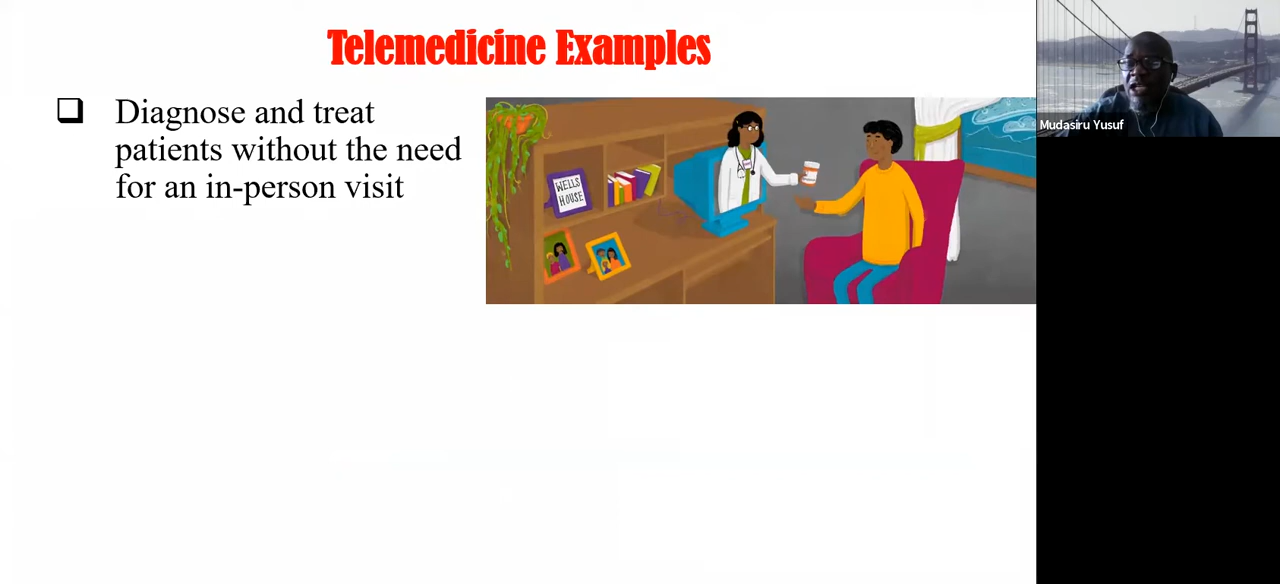 Telemedicine Examples
Diagnose and treat
patients without the need
for an in-person visit
WELLS
HOUSE
Mudasiru Yusuf